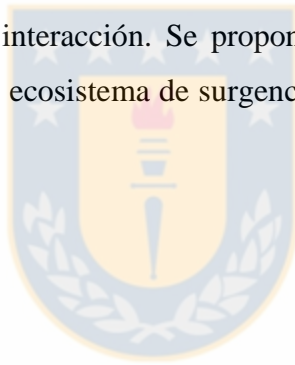 interacción. Se propon
ecosistema de surgenc